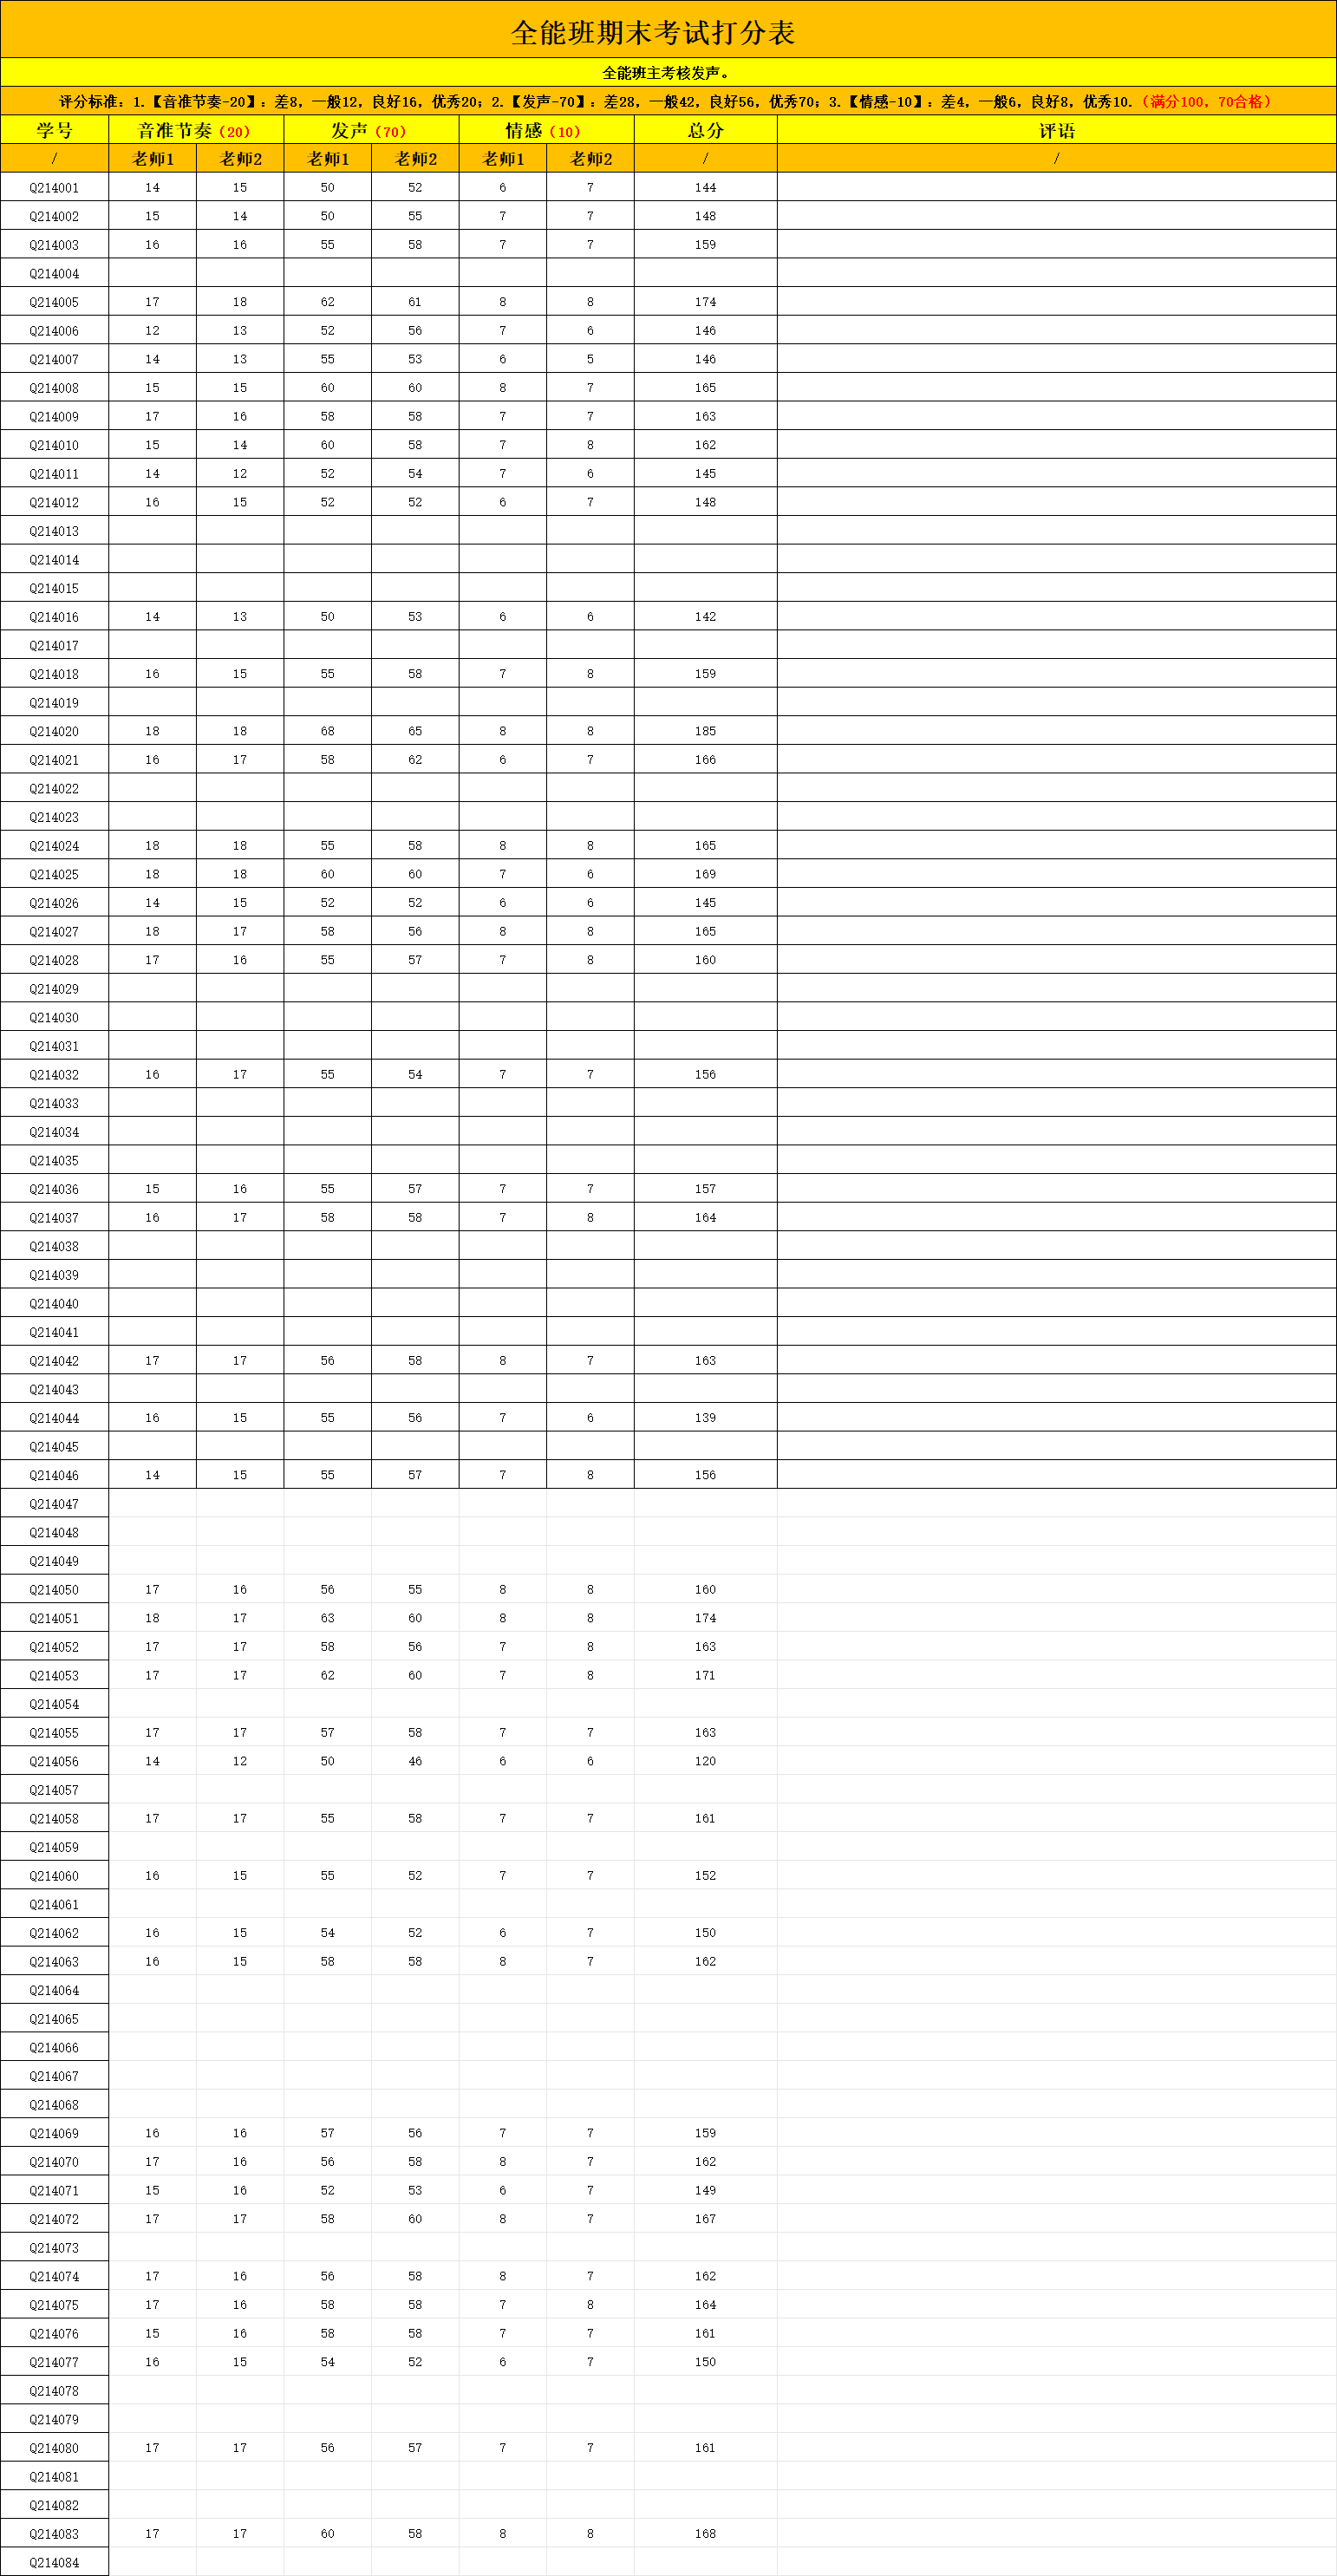 全能班期末考试打分表
全能班主考核发声。
评分标准：1.【音准节奏-20】：差8，一般12，良好16，优秀20；2.【发声-70】：差28，一般42，良好56，优秀70；3.【情感-10】：差4，一般6，良好8，优秀10.（满分100，70合格）
学号 音准节奏（20） 发声（70） 情感（10） 总分 评语
/ 老师1 老师2 老师1 老师2 老师1 老师2 / /
Q214001 14 15 50 52 6 7 144
Q214002 15 14 50 55 7 7 148
Q214003 16 16 55 58 7 7 159
Q214004
Q214005 17 18 62 61 8 8 174
Q214006 12 13 52 56 7 6 146
Q214007 14 13 55 53 6 5 146
Q214008 15 15 60 60 8 7 165
Q214009 17 16 58 58 7 7 163
Q214010 15 14 60 58 7 8 162
Q214011 14 12 52 54 7 6 145
Q214012 16 15 52 52 6 7 148
Q214013
Q214014
Q214015
Q214016 14 13 50 53 6 6 142
Q214017
Q214018 16 15 55 58 7 8 159
Q214019
Q214020 18 18 68 65 8 8 185
Q214021 16 17 58 62 6 7 166
Q214022
Q214023
Q214024 18 18 55 58 8 8 165
Q214025 18 18 60 60 7 6 169
Q214026 14 15 52 52 6 6 145
Q214027 18 17 58 56 8 8 165
Q214028 17 16 55 57 7 8 160
Q214029
Q214030
Q214031
Q214032 16 17 55 54 7 7 156
Q214033
Q214034
Q214035
Q214036 15 16 55 57 7 7 157
Q214037 16 17 58 58 7 8 164
Q214038
Q214039
Q214040
Q214041
Q214042 17 17 56 58 8 7 163
Q214043
Q214044 16 15 55 56 7 6 139
Q214045
Q214046 14 15 55 57 7 8 156
Q214047
Q214048
Q214049
Q214050 17 16 56 55 8 8 160
Q214051 18 17 63 60 8 8 174
Q214052 17 17 58 56 7 8 163
Q214053 17 17 62 60 7 8 171
Q214054
Q214055 17 17 57 58 7 7 163
Q214056 14 12 50 46 6 6 120
Q214057
Q214058 17 17 55 58 7 7 161
Q214059
Q214060 16 15 55 52 7 7 152
Q214061
Q214062 16 15 54 52 6 7 150
Q214063 16 15 58 58 8 7 162
Q214064
Q214065
Q214066
Q214067
Q214068
Q214069 16 16 57 56 7 7 159
Q214070 17 16 56 58 8 7 162
Q214071 15 16 52 53 6 7 149
Q214072 17 17 58 60 8 7 167
Q214073
Q214074 17 16 56 58 8 7 162
Q214075 17 16 58 58 7 8 164
Q214076 15 16 58 58 7 7 161
Q214077 16 15 54 52 6 7 150
Q214078
Q214079
Q214080 17 17 56 57 7 7 161
Q214081
Q214082
Q214083 17 17 60 58 8 8 168
Q214084